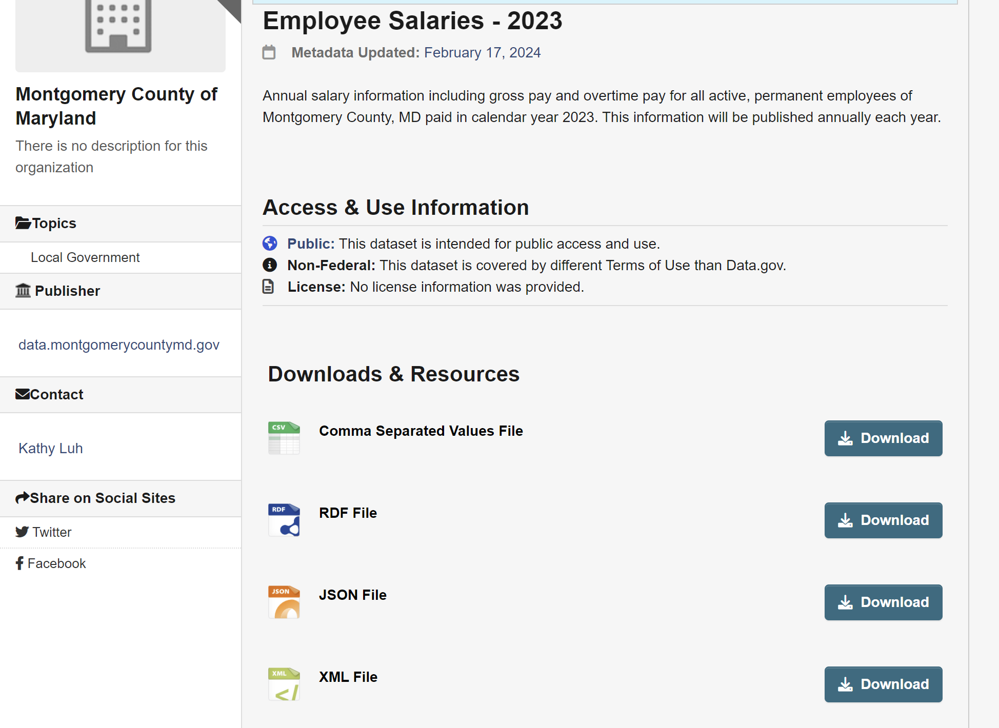 Montgomery County of
Maryland
There is no description for this
organization
Topics
Local Government
Publisher
data.montgomerycountymd.gov
Contact
Kathy Luh
Share on Social Sites
Twitter
Facebook
Employee Salaries - 2023
Metadata Updated: February 17, 2024
Annual salary information including gross pay and overtime pay for all active, permanent employees of
Montgomery County, MD paid in calendar year 2023. This information will be published annually each year.
Access & Use Information
Public: This dataset is intended for public access and use.
Non-Federal: This dataset is covered by different Terms of Use than Data.gov.
License: No license information was provided.
Downloads & Resources
CSV
Comma Separated Values File
Download
RDF
RDF File
Download
JSON
JSON File
Download
XML
XML File
Download